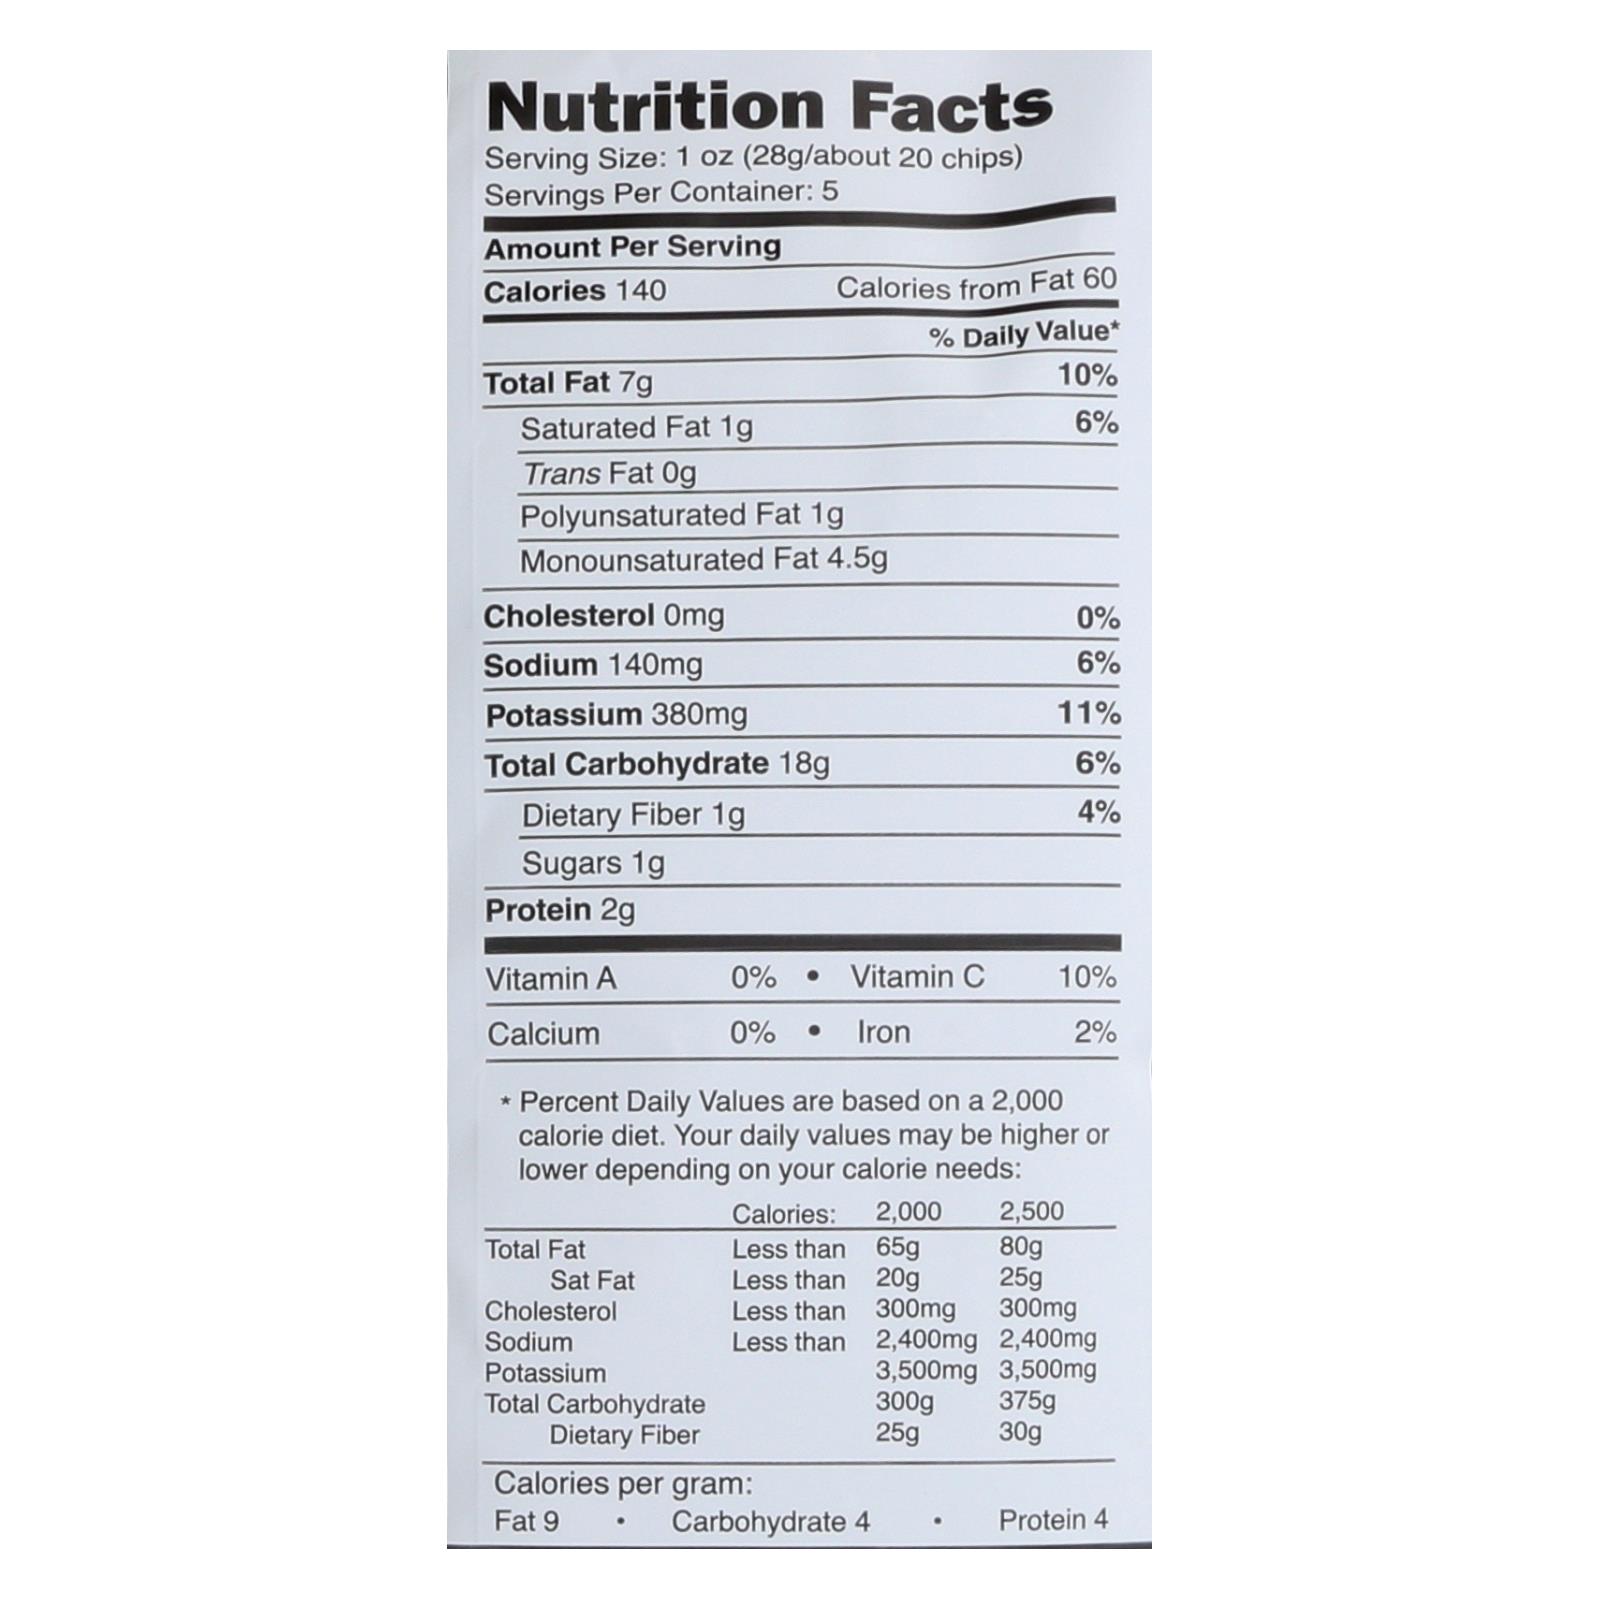 Nutrition Facts
Serving Size: 1 oz (28g/about 20 chips)
Servings Per Container: 5
Amount Per Serving
Calories 140 Calories from Fat 60
% Daily Value*
Total Fat 7g 10%
Saturated Fat 1g 6%
Trans Fat 0g
Polyunsaturated Fat 1g
Monounsaturated Fat 4.5g
Cholesterol 0mg 0%
Sodium 140mg 6%
Potassium 380mg 11%
Total Carbohydrate 18g 6%
Dietary Fiber 1g 4%
Sugars 1g
Protein 2g
Vitamin A 0% • Vitamin C 10%
Calcium 0% • Iron 2%
* Percent Daily Values are based on a 2,000
calorie diet. Your daily values may be higher or
lower depending on your calorie needs:
Calories: 2,000 2,500
Total Fat Less than 65g 80g
Sat Fat Less than 20g 25g
Cholesterol Less than 300mg 300mg
Sodium Less than 2,400mg 2,400mg
Potassium 3,500mg 3,500mg
Total Carbohydrate 300g 375g
Dietary Fiber 25g 30g
Calories per gram:
Fat 9 • Carbohydrate 4 • Protein 4